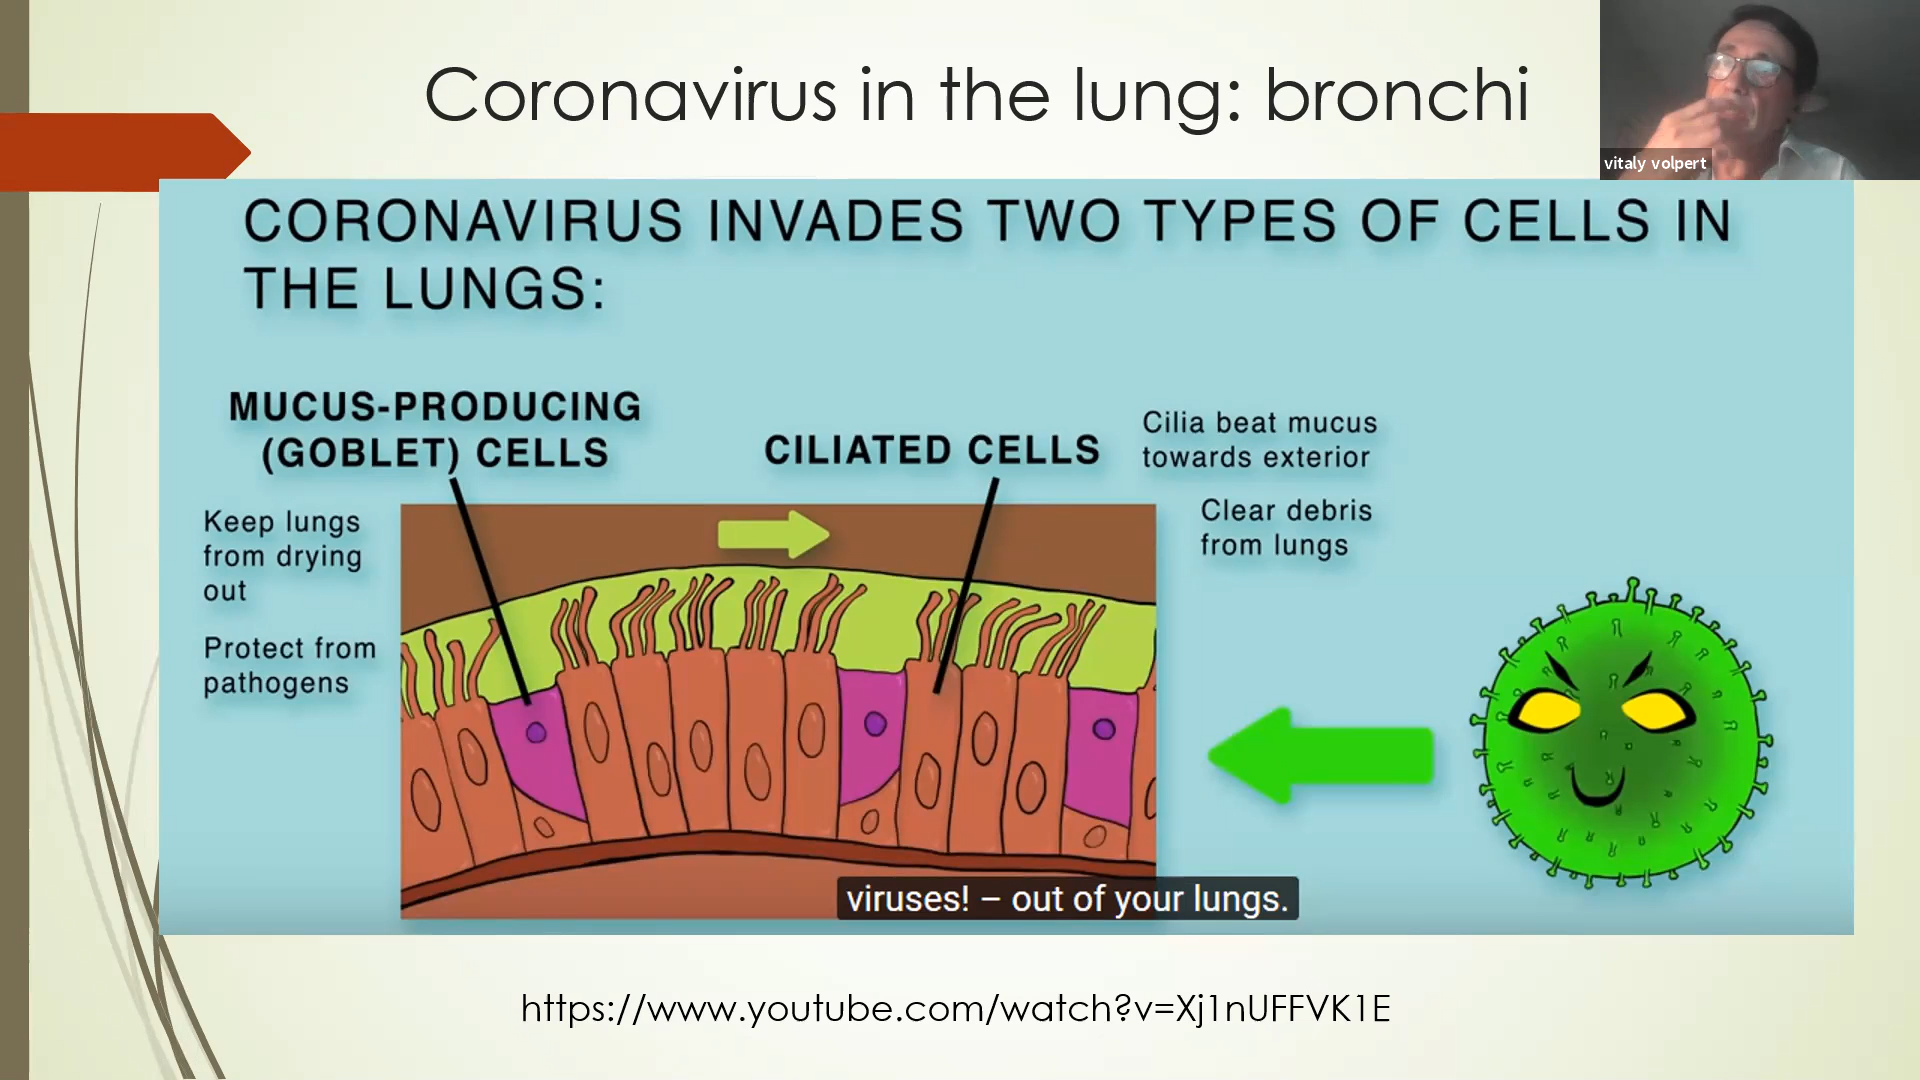 Coronavirus in the lung: bronchi
vitaly volpert
CORONAVIRUS INVADES TWO TYPES OF CELLS IN
THE LUNGS:
MUCUS-PRODUCING
(GOBLET) CELLS
CILIATED CELLS
Cilia beat mucus
towards exterior
Clear debris
from lungs
Keep lungs
from drying
out
Protect from
pathogens
viruses! – out of your lungs.
https://www.youtube.com/watch?v=Xj1nUFFVK1E